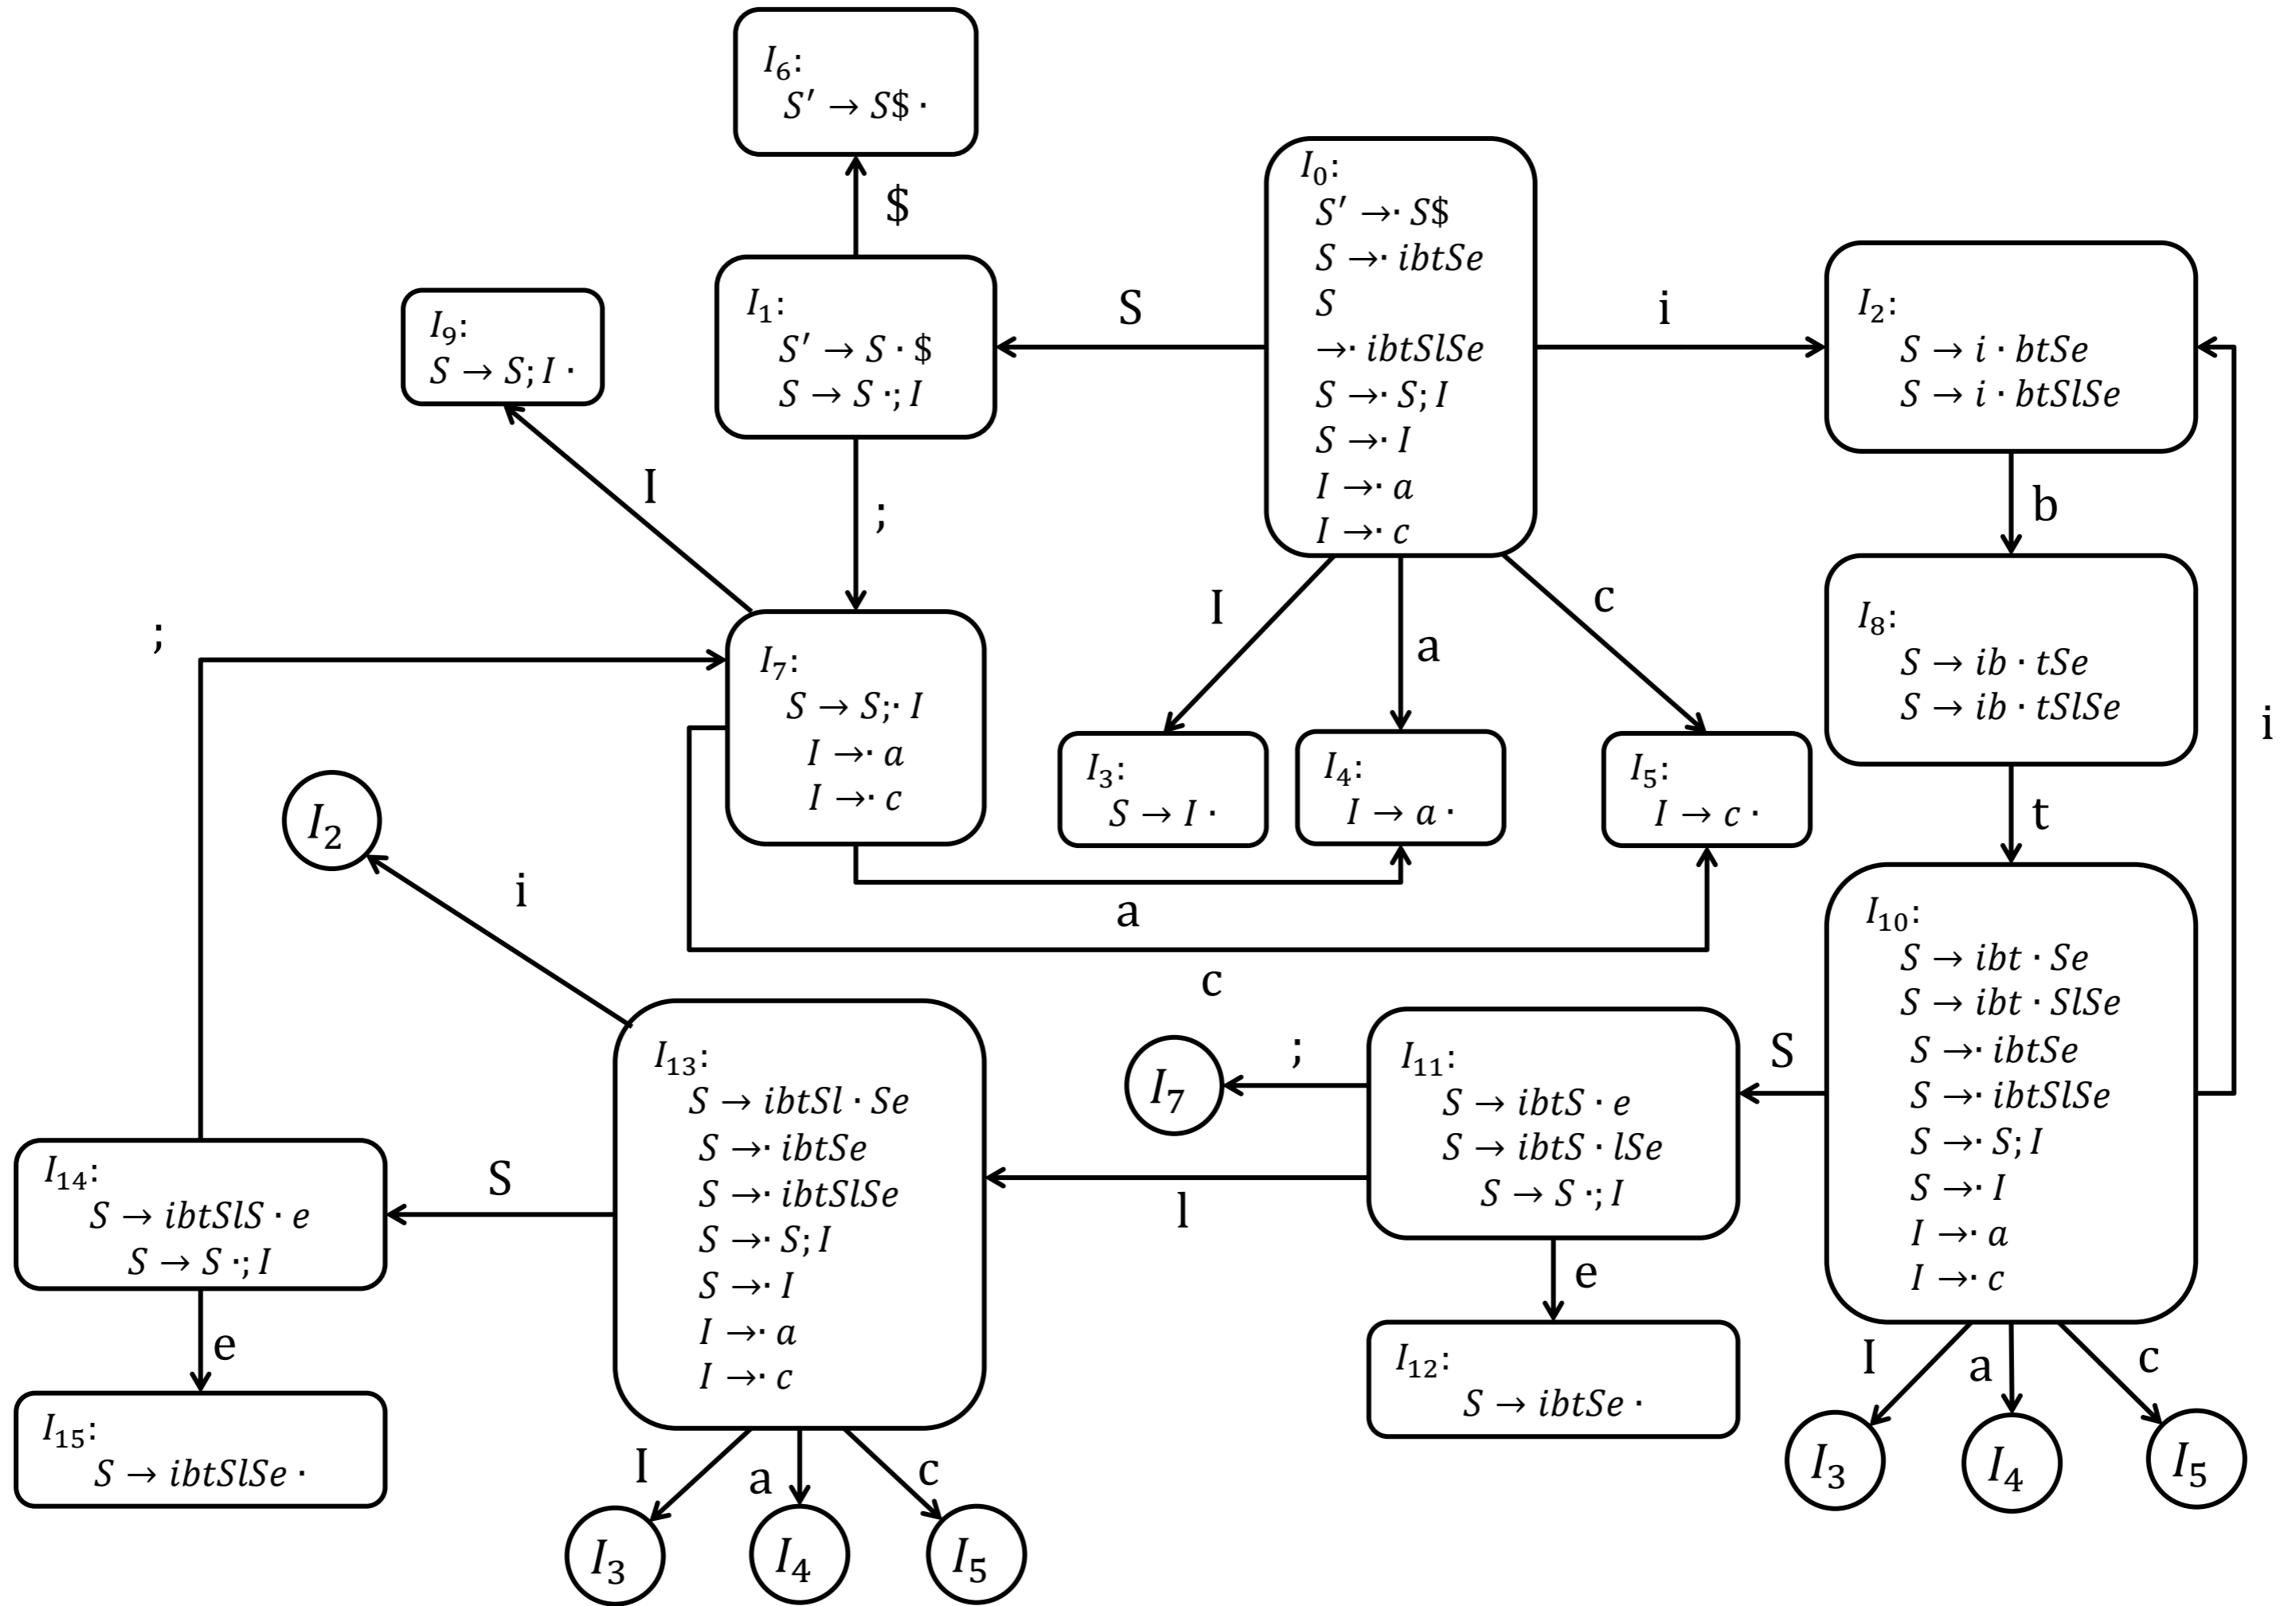 I₆:
S′ → S$ ·
$
I₀:
S′ →· S$
S →· ibtSe
S
→· ibtSlSe
S →· S; I
S →· I
I →· a
I →· c
I₁:
S′ → S · $
S → S ·; I
S
i
I₂:
S → i · btSe
S → i · btSlSe
I₉:
S → S; I ·
I
;
b
I
a
c
I₈:
S → ib · tSe
S → ib · tSlSe
i
;
I₇:
S → S;· I
I →· a
I →· c
I₃:
S → I ·
I₄:
I → a ·
I₅:
I → c ·
t
I₂
i
a
c
I₁₀:
S → ibt · Se
S → ibt · SlSe
S →· ibtSe
S →· ibtSlSe
S →· S; I
S →· I
I →· a
I →· c
I₁₃:
S → ibtSl · Se
S →· ibtSe
S →· ibtSlSe
S →· S; I
S →· I
I →· a
I →· c
I₇
;
I₁₁:
S → ibtS · e
S → ibtS · lSe
S → S ·; I
S
l
I₁₄:
S → ibtSlS · e
S → S ·; I
S
e
e
I₁₂:
S → ibtSe ·
I
a
c
I₃
I₄
I₅
I₁₅:
S → ibtSlSe ·
I
a
c
I₃
I₄
I₅